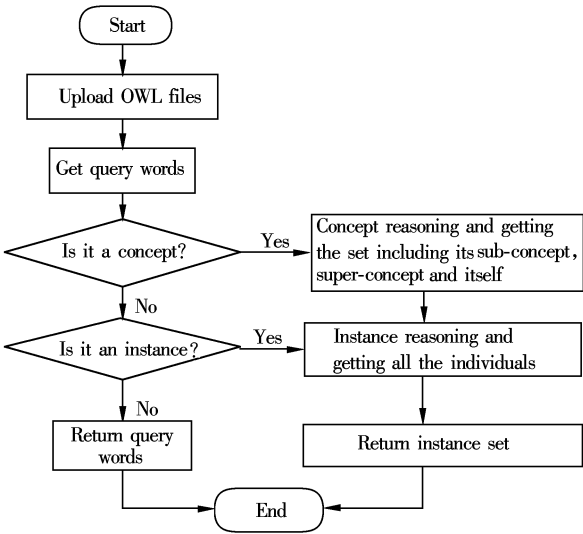 Start
Upload OWL files
Get query words
Is it a concept?
Yes
Concept reasoning and getting
the set including its sub-concept,
super-concept and itself
No
Is it an instance?
Yes
Instance reasoning and
getting all the individuals
No
Return query
words
Return instance set
End